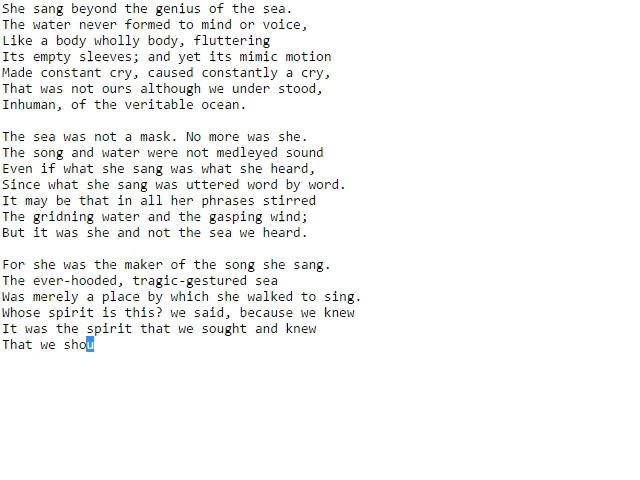 She sang beyond the genius of the sea.
The water never formed to mind or voice,
Like a body wholly body, fluttering
Its empty sleeves; and yet its mimic motion
Made constant cry, caused constantly a cry,
That was not ours although we under stood,
Inhuman, of the veritable ocean.

The sea was not a mask. No more was she.
The song and water were not medleyed sound
Even if what she sang was what she heard,
Since what she sang was uttered word by word.
It may be that in all her phrases stirred
The gridning water and the gasping wind;
But it was she and not the sea we heard.

For she was the maker of the song she sang.
The ever-hooded, tragic-gestured sea
Was merely a place by which she walked to sing.
Whose spirit is this? we said, because we knew
It was the spirit that we sought and knew
That we shou